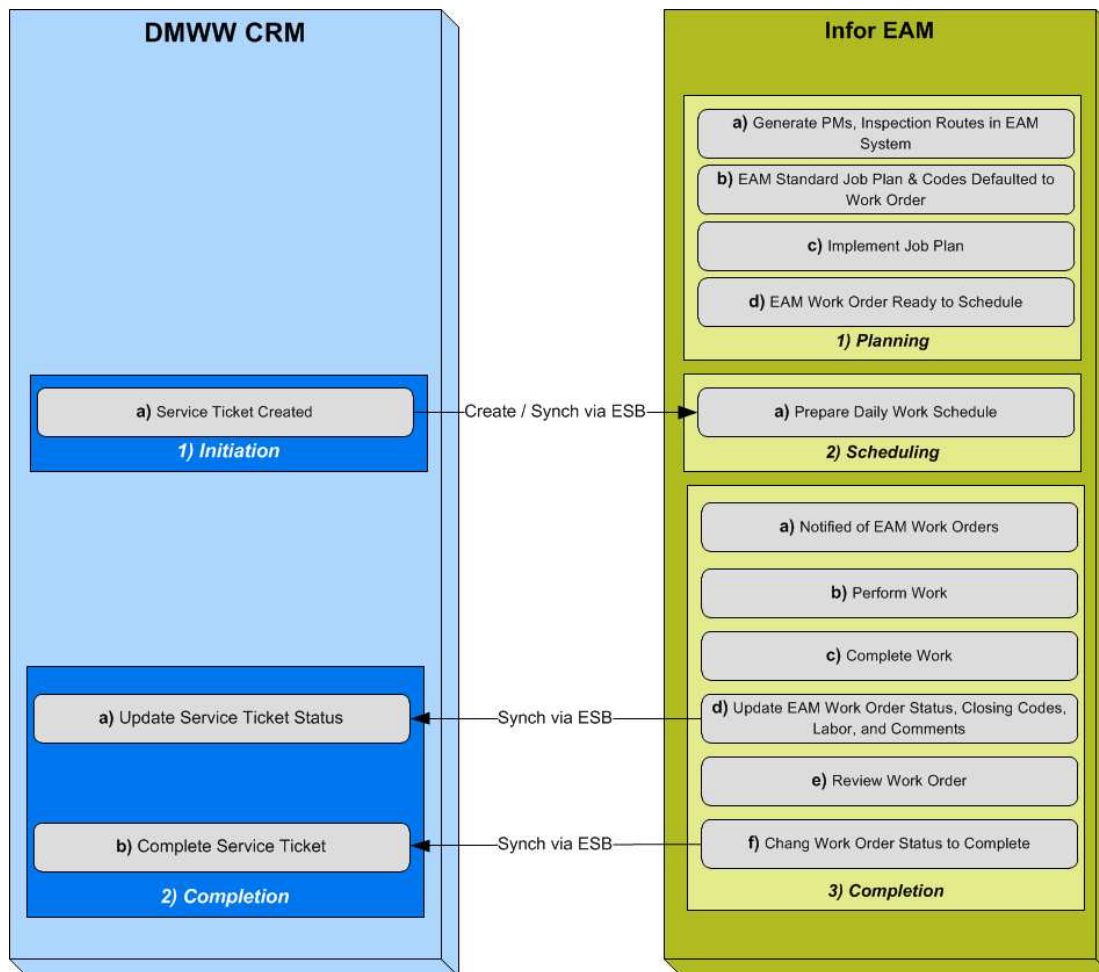 DMWW CRM
a) Service Ticket Created
1) Initiation
a) Update Service Ticket Status
b) Complete Service Ticket
2) Completion
Create / Synch via ESB
Synch via ESB
Synch via ESB
Infor EAM
a) Generate PMs, Inspection Routes in EAM
System
b) EAM Standard Job Plan & Codes Defaulted to
Work Order
c) Implement Job Plan
d) EAM Work Order Ready to Schedule
1) Planning
a) Prepare Daily Work Schedule
2) Scheduling
a) Notified of EAM Work Orders
b) Perform Work
c) Complete Work
d) Update EAM Work Order Status, Closing Codes,
Labor, and Comments
e) Review Work Order
f) Chang Work Order Status to Complete
3) Completion